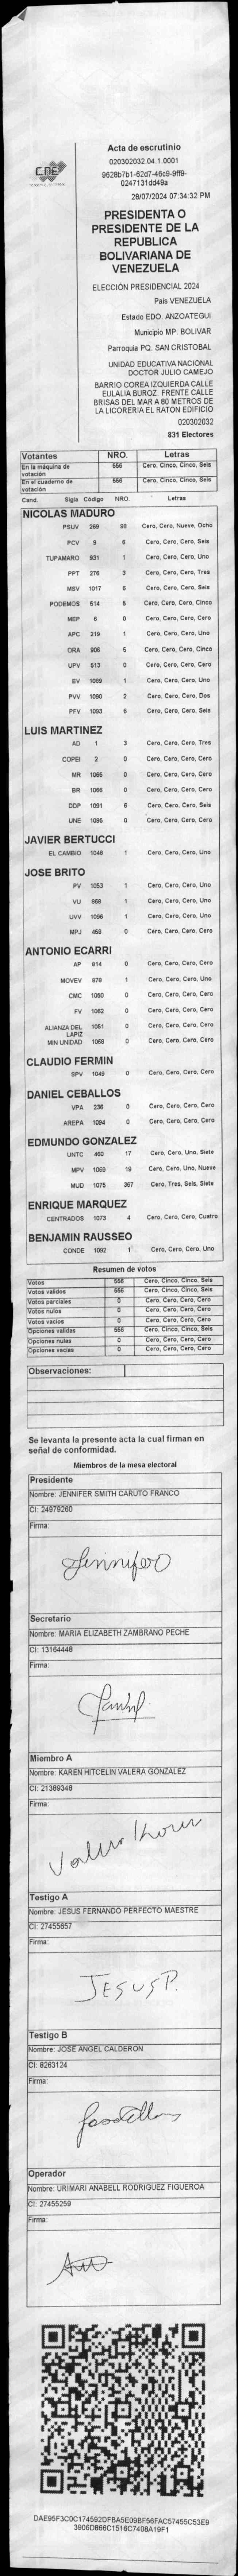 CNE
Acta de escrutinio
020302032.04.1.0001
9628b7b1-62d7-46c9-9ff9-
0247131dd49a
28/07/2024 07:34:32 PM
PRESIDENTA O
PRESIDENTE DE LA
REPUBLICA
BOLIVARIANA DE
VENEZUELA
ELECCIÓN PRESIDENCIAL 2024
País VENEZUELA
Estado EDO. ANZOATEGUI
Municipio MP. BOLIVAR
Parroquia PQ. SAN CRISTOBAL
UNIDAD EDUCATIVA NACIONAL
DOCTOR JULIO CAMEJO
BARRIO COREA IZQUIERDA CALLE
EULALIA BUROZ. FRENTE CALLE
BRISAS DEL MAR A 80 METROS DE
LA LICORERIA EL RATON EDIFICIO
020302032
831 Electores
Votantes NRO. Letras
En la máquina de votación 556 Cero, Cinco, Cinco, Seis
En el cuaderno de votación 556 Cero, Cinco, Cinco, Seis
Cand. Sigla Código NRO. Letras
NICOLAS MADURO
PSUV 269 98 Cero, Cero, Nueve, Ocho
PCV 9 6 Cero, Cero, Cero, Seis
TUPAMARO 931 1 Cero, Cero, Cero, Uno
PPT 276 3 Cero, Cero, Cero, Tres
MSV 1017 6 Cero, Cero, Cero, Seis
PODEMOS 514 5 Cero, Cero, Cero, Cinco
MEP 6 0 Cero, Cero, Cero, Cero
APC 219 1 Cero, Cero, Cero, Uno
ORA 906 5 Cero, Cero, Cero, Cinco
UPV 613 0 Cero, Cero, Cero, Cero
EV 1089 1 Cero, Cero, Cero, Uno
PVV 1090 2 Cero, Cero, Cero, Dos
PFV 1093 6 Cero, Cero, Cero, Seis
LUIS MARTINEZ
AD 1 3 Cero, Cero, Cero, Tres
COPEI 2 0 Cero, Cero, Cero, Cero
MR 1065 0 Cero, Cero, Cero, Cero
BR 1066 0 Cero, Cero, Cero, Cero
DDP 1091 6 Cero, Cero, Cero, Seis
UNE 1095 0 Cero, Cero, Cero, Cero
JAVIER BERTUCCI
EL CAMBIO 1048 1 Cero, Cero, Cero, Uno
JOSE BRITO
PV 1053 1 Cero, Cero, Cero, Uno
VU 868 1 Cero, Cero, Cero, Uno
UVV 1096 1 Cero, Cero, Cero, Uno
MPJ 458 0 Cero, Cero, Cero, Cero
ANTONIO ECARRI
AP 914 0 Cero, Cero, Cero, Cero
MOVEV 979 1 Cero, Cero, Cero, Uno
CMC 1050 0 Cero, Cero, Cero, Cero
FV 1062 0 Cero, Cero, Cero, Cero
ALIANZA DEL LAPIZ 1051 0 Cero, Cero, Cero, Cero
MIN UNIDAD 1068 0 Cero, Cero, Cero, Cero
CLAUDIO FERMIN
SPV 1049 0 Cero, Cero, Cero, Cero
DANIEL CEBALLOS
VPA 236 0 Cero, Cero, Cero, Cero
AREPA 1094 0 Cero, Cero, Cero, Cero
EDMUNDO GONZALEZ
UNTC 460 17 Cero, Cero, Uno, Siete
MPV 1069 19 Cero, Cero, Uno, Nueve
MUD 1075 367 Cero, Tres, Seis, Siete
ENRIQUE MARQUEZ
CENTRADOS 1073 4 Cero, Cero, Cero, Cuatro
BENJAMIN RAUSSEO
CONDE 1092 1 Cero, Cero, Cero, Uno
Resumen de votos
Votos 556 Cero, Cinco, Cinco, Seis
Votos validos 556 Cero, Cinco, Cinco, Seis
Votos parciales 0 Cero, Cero, Cero, Cero
Votos nulos 0 Cero, Cero, Cero, Cero
Votos vacios 0 Cero, Cero, Cero, Cero
Opciones validas 556 Cero, Cinco, Cinco, Seis
Opciones nulas 0 Cero, Cero, Cero, Cero
Opciones vacias 0 Cero, Cero, Cero, Cero
Observaciones:
Se levanta la presente acta la cual firman en
señal de conformidad.
Miembros de la mesa electoral
Presidente
Nombre: JENNIFER SMITH CARUTO FRANCO
CI: 24979260
Firma:
Jennifer
Secretario
Nombre: MARIA ELIZABETH ZAMBRANO PECHE
CI: 13164448
Firma:
Miembro A
Nombre: KAREN HITCELIN VALERA GONZALEZ
CI: 21389348
Firma:
Testigo A
Nombre: JESUS FERNANDO PERFECTO MAESTRE
CI: 27455657
Firma:
JESUS P.
Testigo B
Nombre: JOSE ANGEL CALDERON
CI: 8263124
Firma:
Operador
Nombre: URIMARI ANABELL RODRIGUEZ FIGUEROA
CI: 27455259
Firma:
DAE95F3C0C174592DFBA5E09BF56FAC57455C53E9
3906D866C1516C7408A19F1